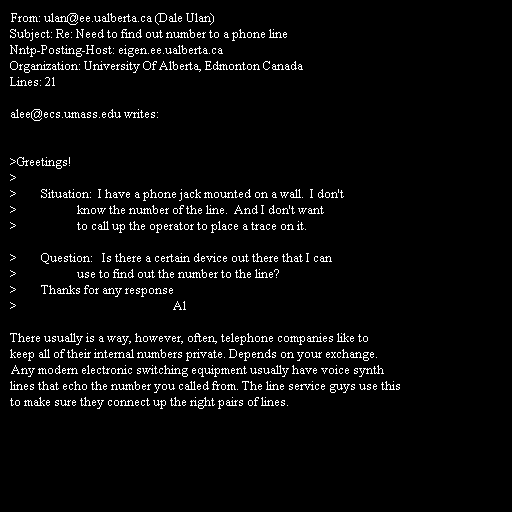 From: ulan@ee.ualberta.ca (Dale Ulan)
Subject: Re: Need to find out number to a phone line
Nntp-Posting-Host: eigen.ee.ualberta.ca
Organization: University Of Alberta, Edmonton Canada
Lines: 21

alee@ecs.umass.edu writes:

>Greetings!
>
>	Situation:  I have a phone jack mounted on a wall.  I don't
>		know the number of the line.  And I don't want
>		to call up the operator to place a trace on it.

>	Question:   Is there a certain device out there that I can
>		use to find out the number to the line?
>	Thanks for any response
>						Al

There usually is a way, however, often, telephone companies like to
keep all of their internal numbers private. Depends on your exchange.
Any modern electronic switching equipment usually have voice synth
lines that echo the number you called from. The line service guys use this
to make sure they connect up the right pairs of lines.